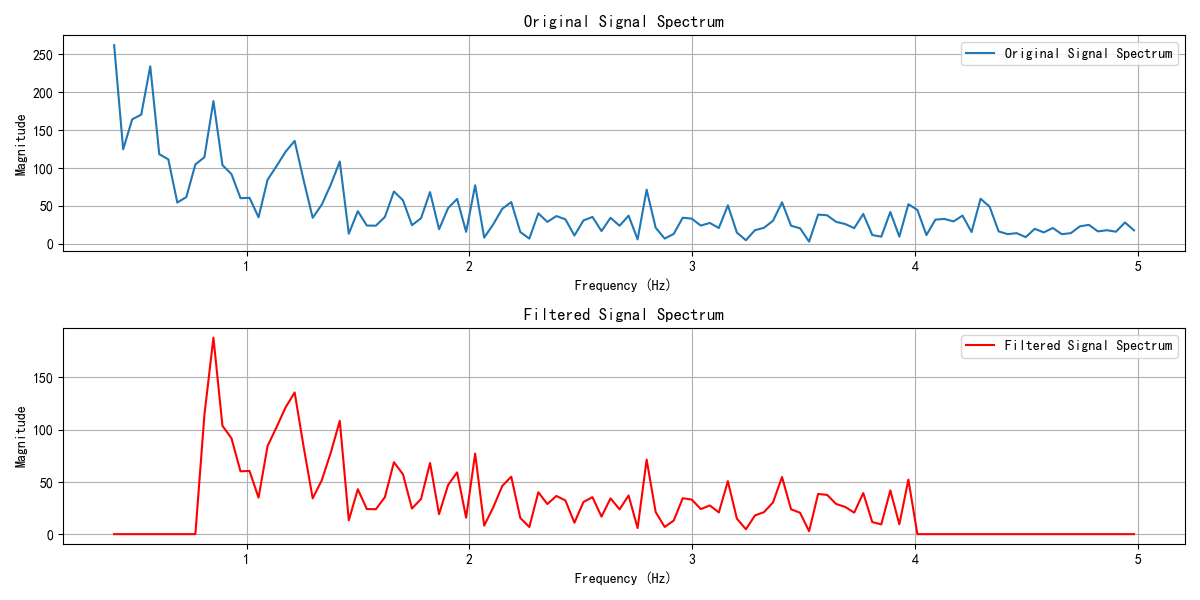 Original Signal Spectrum
250
200
150
100
50
0
Magnitude
Original Signal Spectrum
1
2
3
4
5
Frequency (Hz)
Filtered Signal Spectrum
150
100
50
0
Magnitude
Filtered Signal Spectrum
1
2
3
4
5
Frequency (Hz)